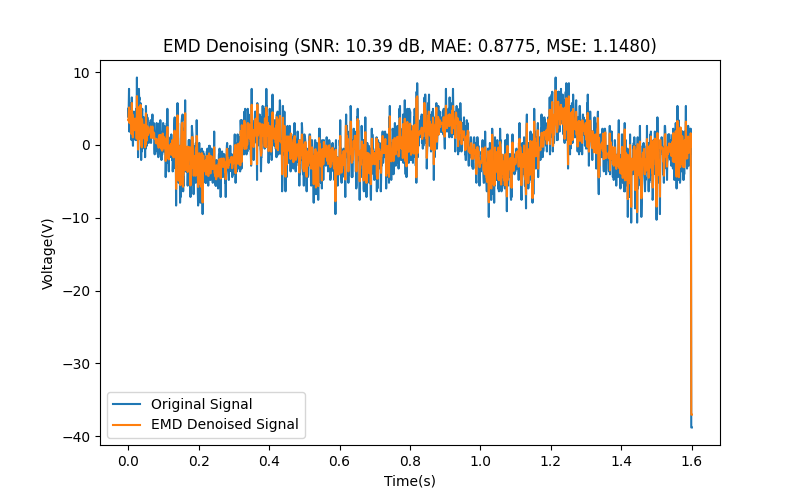 EMD Denoising (SNR: 10.39 dB, MAE: 0.8775, MSE: 1.1480)
10
0
−10
−20
−30
−40
Voltage(V)
Original Signal
EMD Denoised Signal
0.0 0.2 0.4 0.6 0.8 1.0 1.2 1.4 1.6
Time(s)